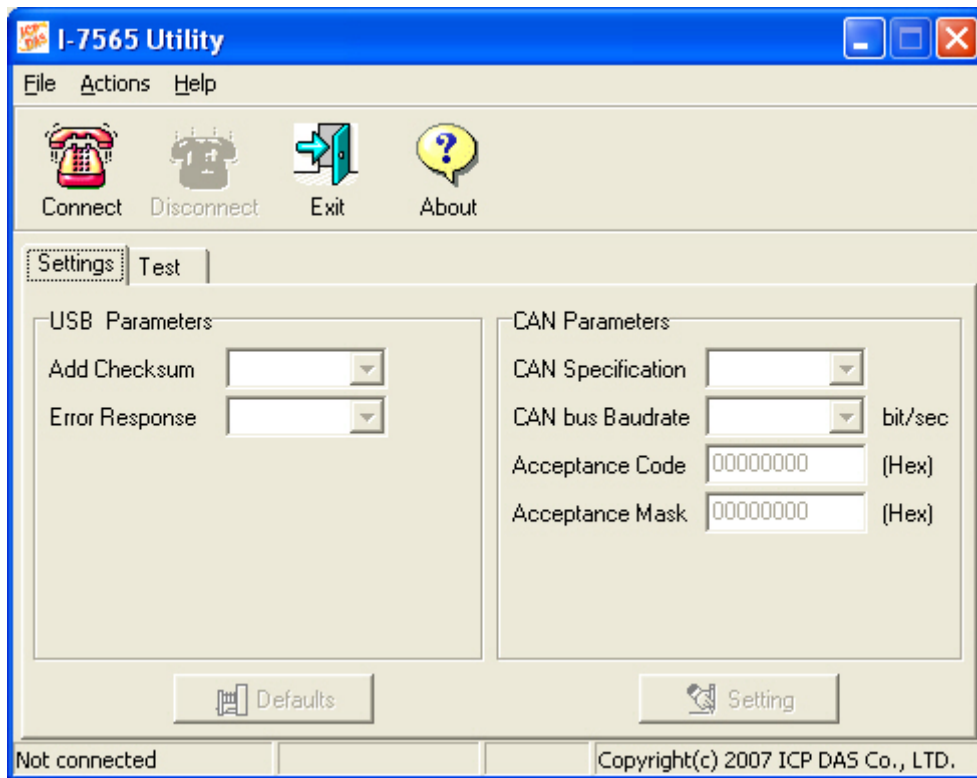 ICP DAS I-7565 Utility
File Actions Help
Connect Disconnect Exit About
Settings Test
USB Parameters
Add Checksum
Error Response
CAN Parameters
CAN Specification
CAN bus Baudrate bit/sec
Acceptance Code 00000000 (Hex)
Acceptance Mask 00000000 (Hex)
Defaults Setting
Not connected Copyright(c) 2007 ICP DAS Co., LTD.